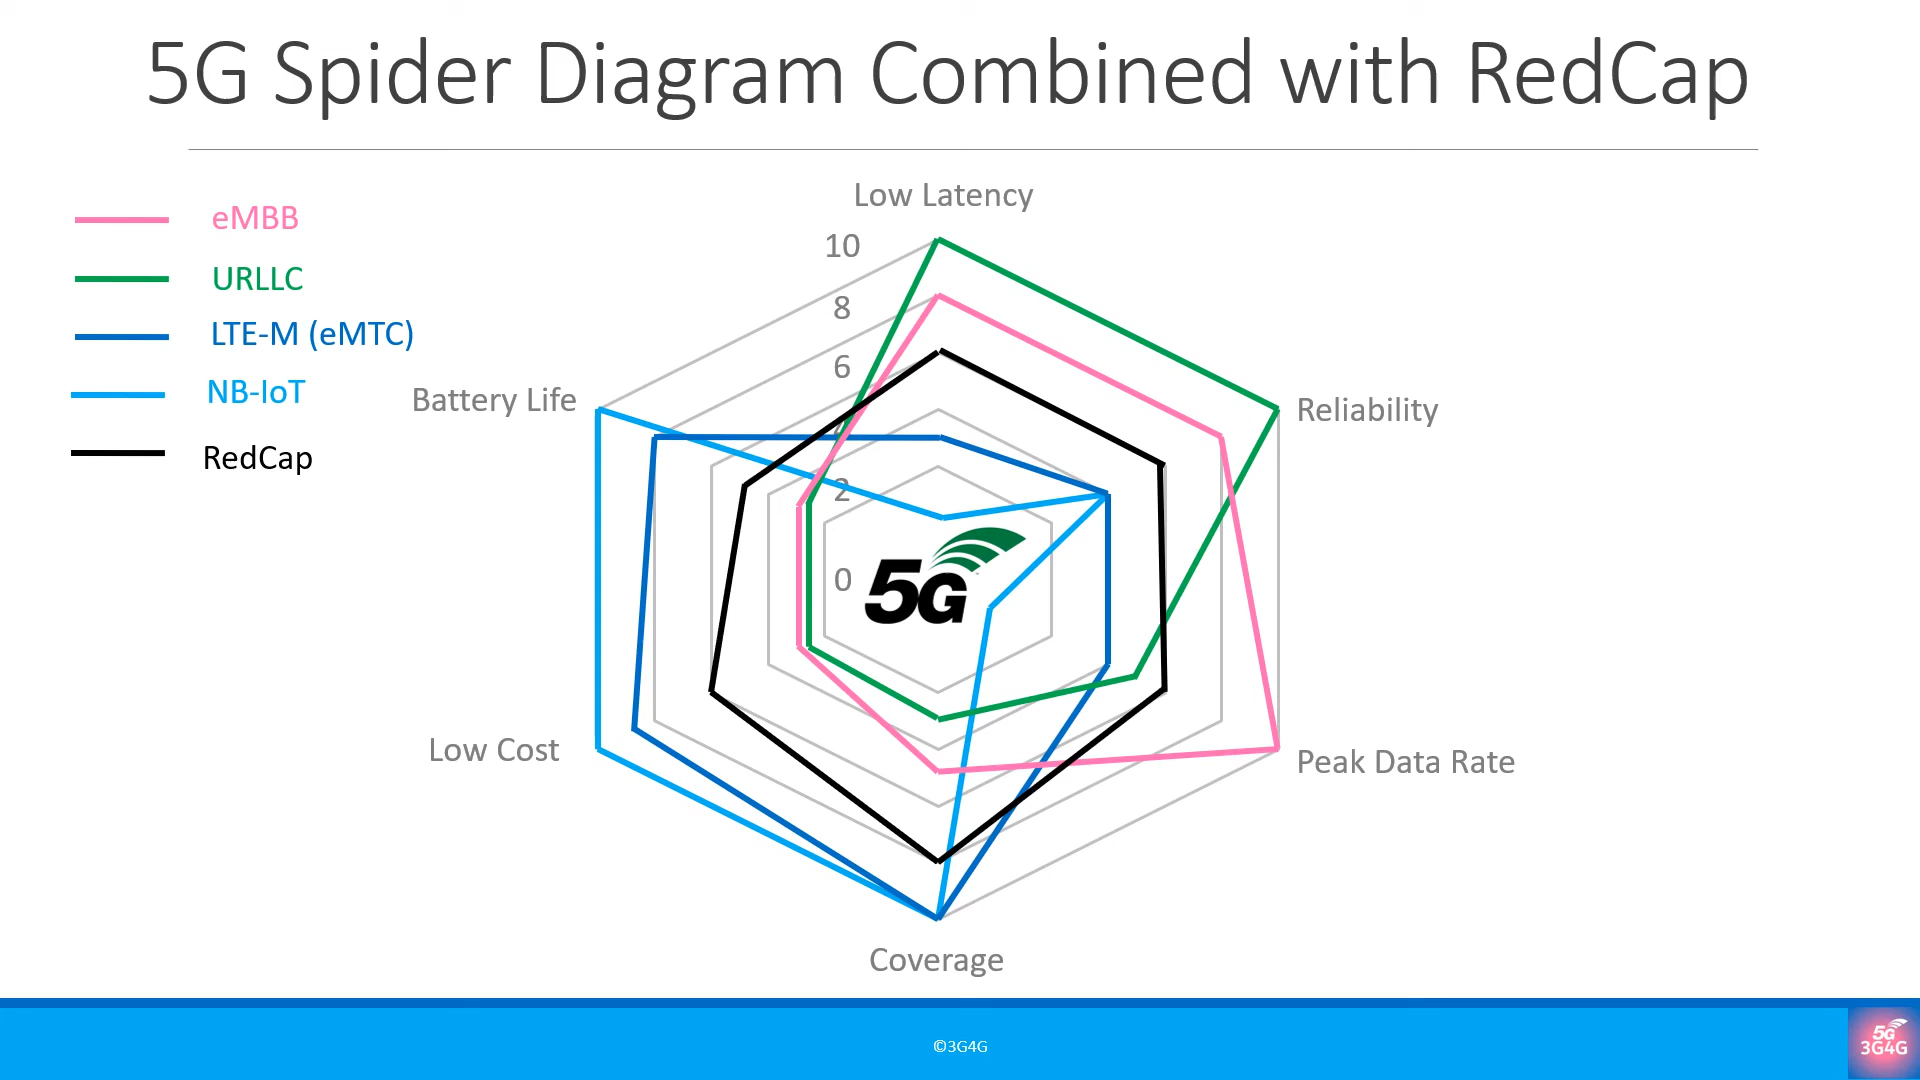 5G Spider Diagram Combined with RedCap
eMBB
URLLC
LTE-M (eMTC)
NB-IoT
RedCap
Low Latency
10
8
6
2
0
Battery Life
Reliability
Low Cost
Peak Data Rate
Coverage
5G
©3G4G
5G
3G4G